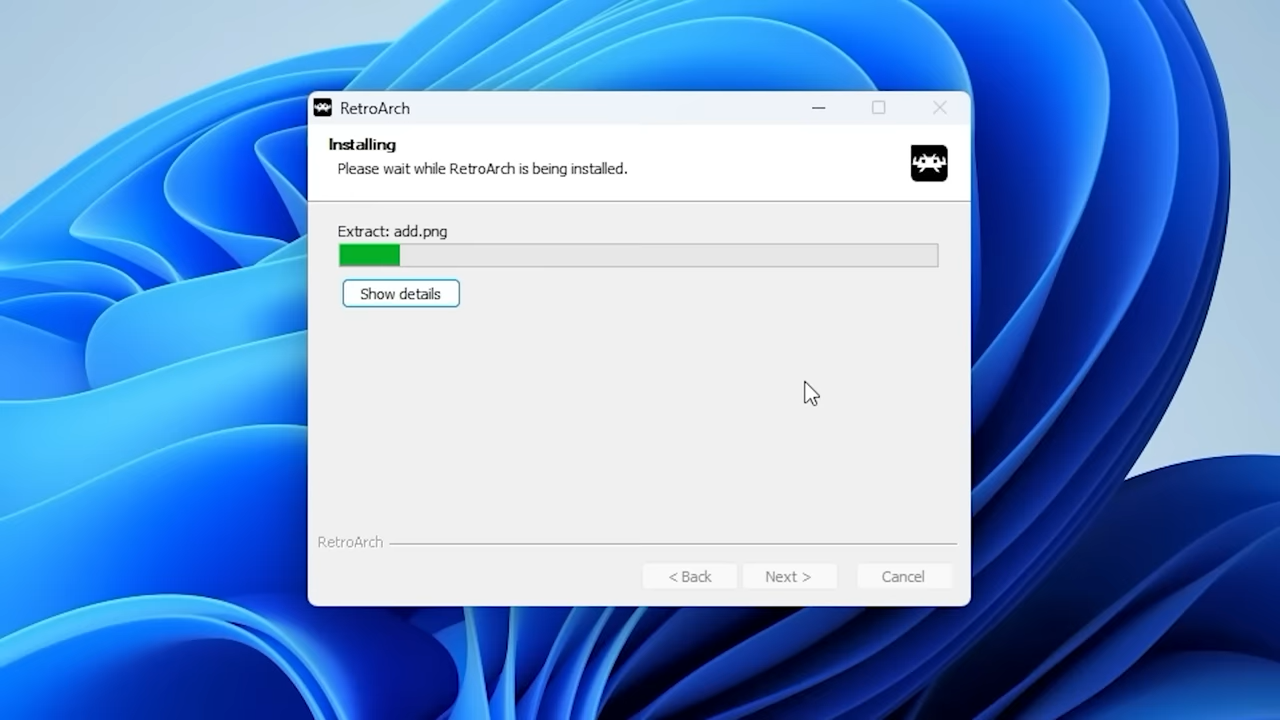 RetroArch
Installing
Please wait while RetroArch is being installed.
Extract: add.png
Show details
RetroArch
< Back Next > Cancel